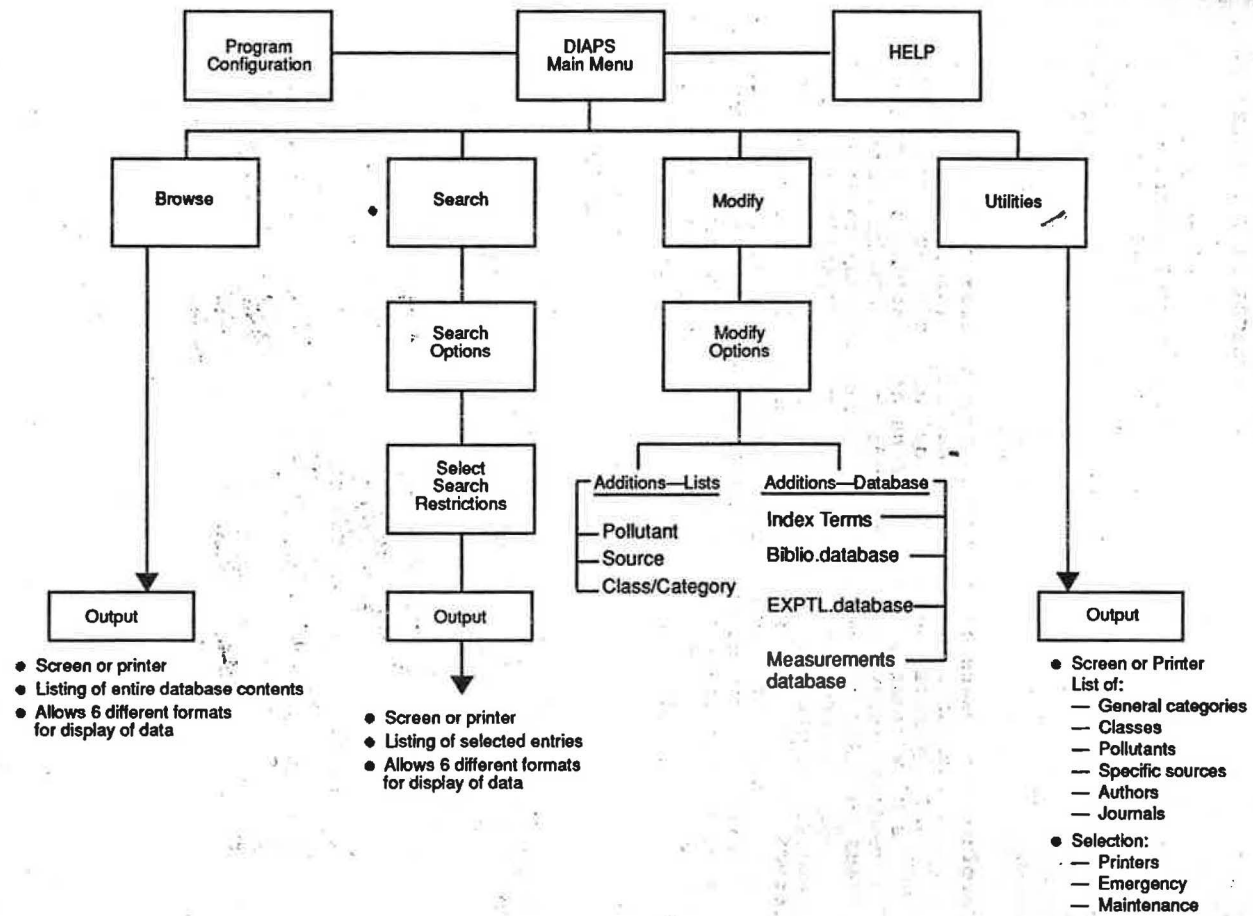 Program
Configuration
DIAPS
Main Menu
HELP
Browse
Search
Modify
Utilities
Search
Options
Modify
Options
Select
Search
Restrictions
Additions—Lists
Pollutant
Source
Class/Category
Additions—Database
Index Terms
Biblio.database
EXPTL.database
Measurements
database
Output
● Screen or printer
● Listing of entire database contents
● Allows 6 different formats
for display of data
Output
● Screen or printer
● Listing of selected entries
● Allows 6 different formats
for display of data
Output
● Screen or Printer
List of:
— General categories
— Classes
— Pollutants
— Specific sources
— Authors
— Journals
● Selection:
— Printers
— Emergency
— Maintenance